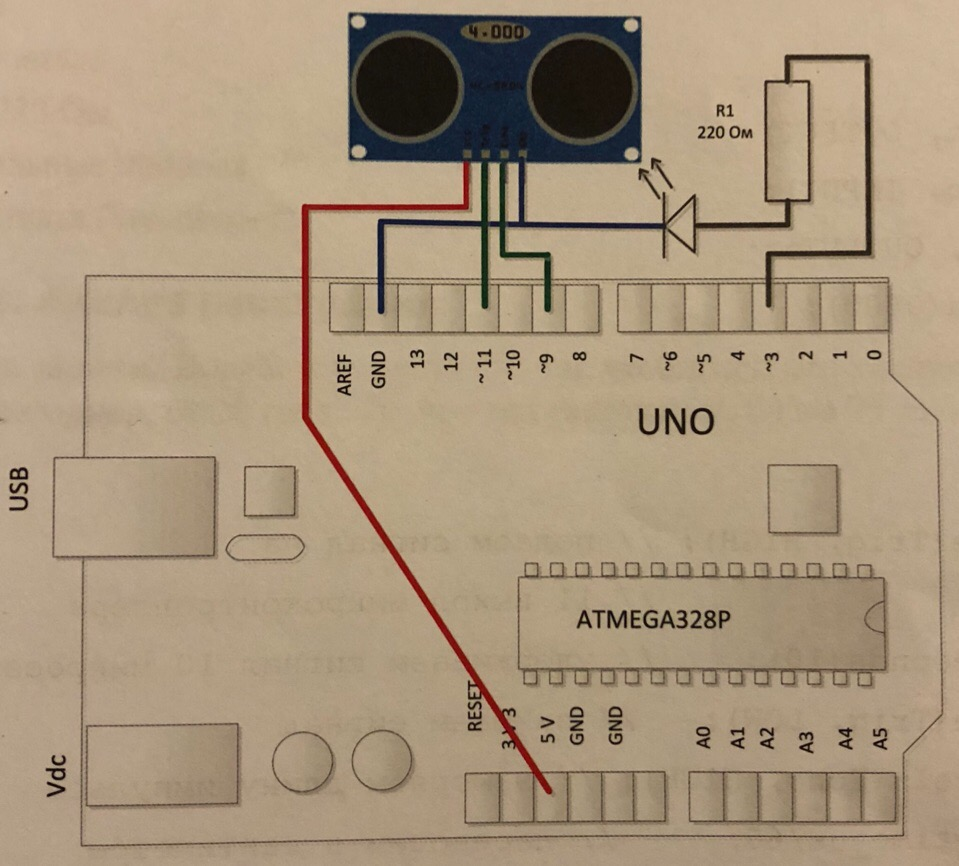 4.000
R1
220 Ом
AREF
GND
13
12
~11
~10
~9
8
7
~6
~5
4
~3
2
1
0
UNO
USB
ATMEGA328P
RESET
3V3
5 V
GND
GND
A0
A1
A2
A3
A4
A5
Vdc